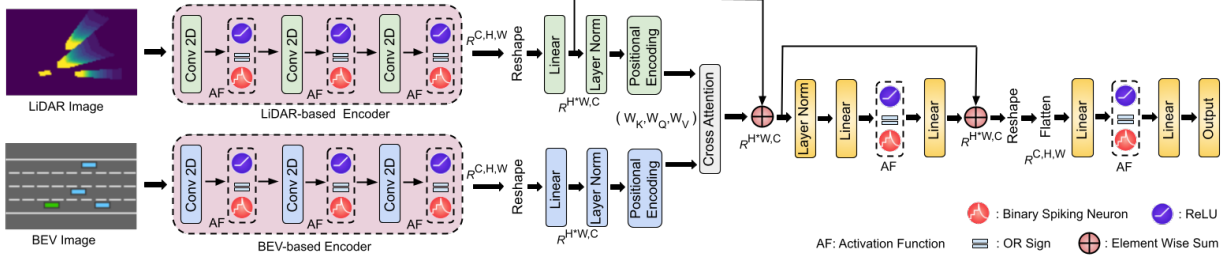 LiDAR Image
Conv 2D
AF
Conv 2D
AF
Conv 2D
AF
LiDAR-based Encoder
R^C,H,W
Reshape
Linear
Layer Norm
Positional Encoding
R^H*W,C
BEV Image
Conv 2D
AF
Conv 2D
AF
Conv 2D
AF
BEV-based Encoder
R^C,H,W
Reshape
Linear
Layer Norm
Positional Encoding
R^H*W,C
(W_K,W_Q,W_V)
Cross Attention
R^H*W,C
Layer Norm
Linear
AF
Linear
R^H*W,C
Reshape
Flatten
R^C,H,W
Linear
AF
Linear
Output
: Binary Spiking Neuron
: ReLU
AF: Activation Function
: OR Sign
: Element Wise Sum